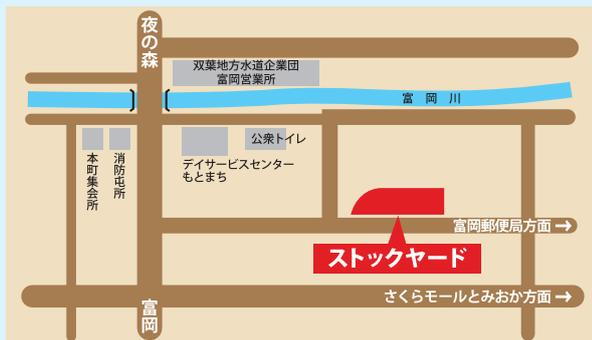 夜の森
双葉地方水道企業団
富岡営業所
富岡川
公衆トイレ
デイサービスセンター
もとまち
本町集会所
消防屯所
富岡郵便局方面→
ストックヤード
さくらモールとみおか方面→
富岡